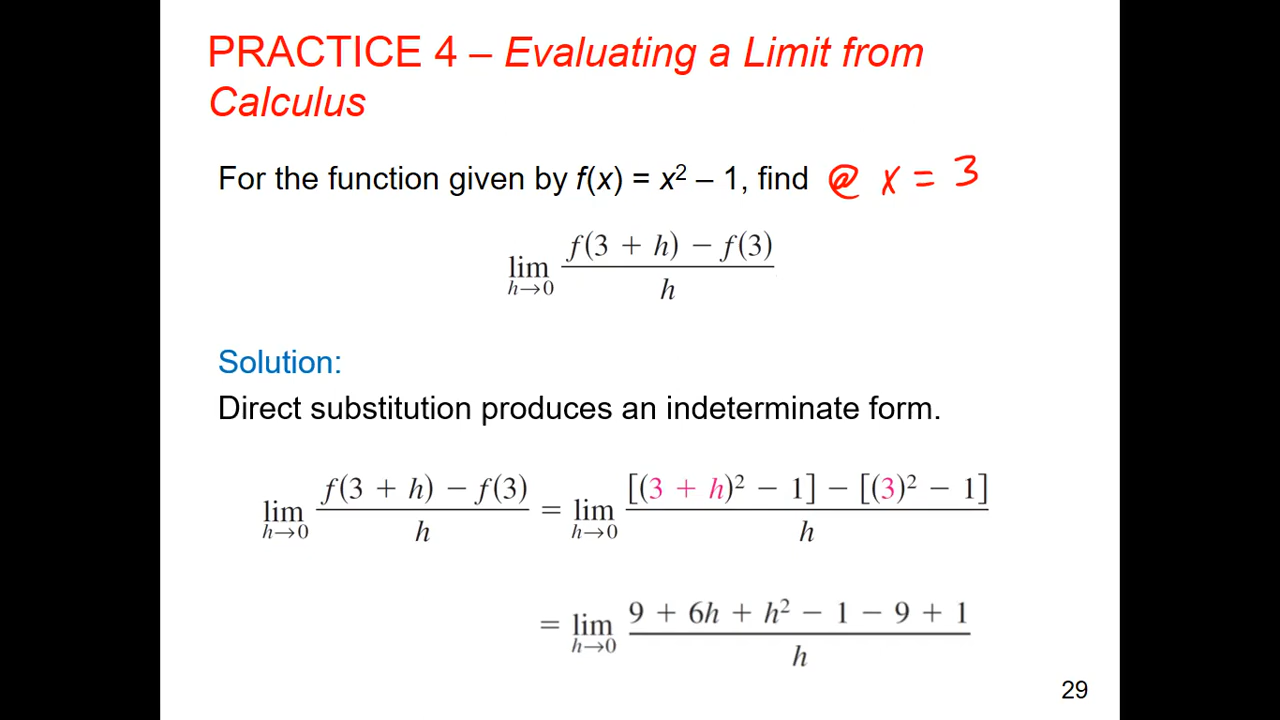 PRACTICE 4 – Evaluating a Limit from
Calculus
For the function given by f(x) = x² – 1, find @ x = 3
lim h→0 f(3 + h) − f(3) / h
Solution:
Direct substitution produces an indeterminate form.
lim h→0 f(3 + h) − f(3) / h = lim h→0 [(3 + h)² − 1] − [(3)² − 1] / h
= lim h→0 9 + 6h + h² − 1 − 9 + 1 / h
29